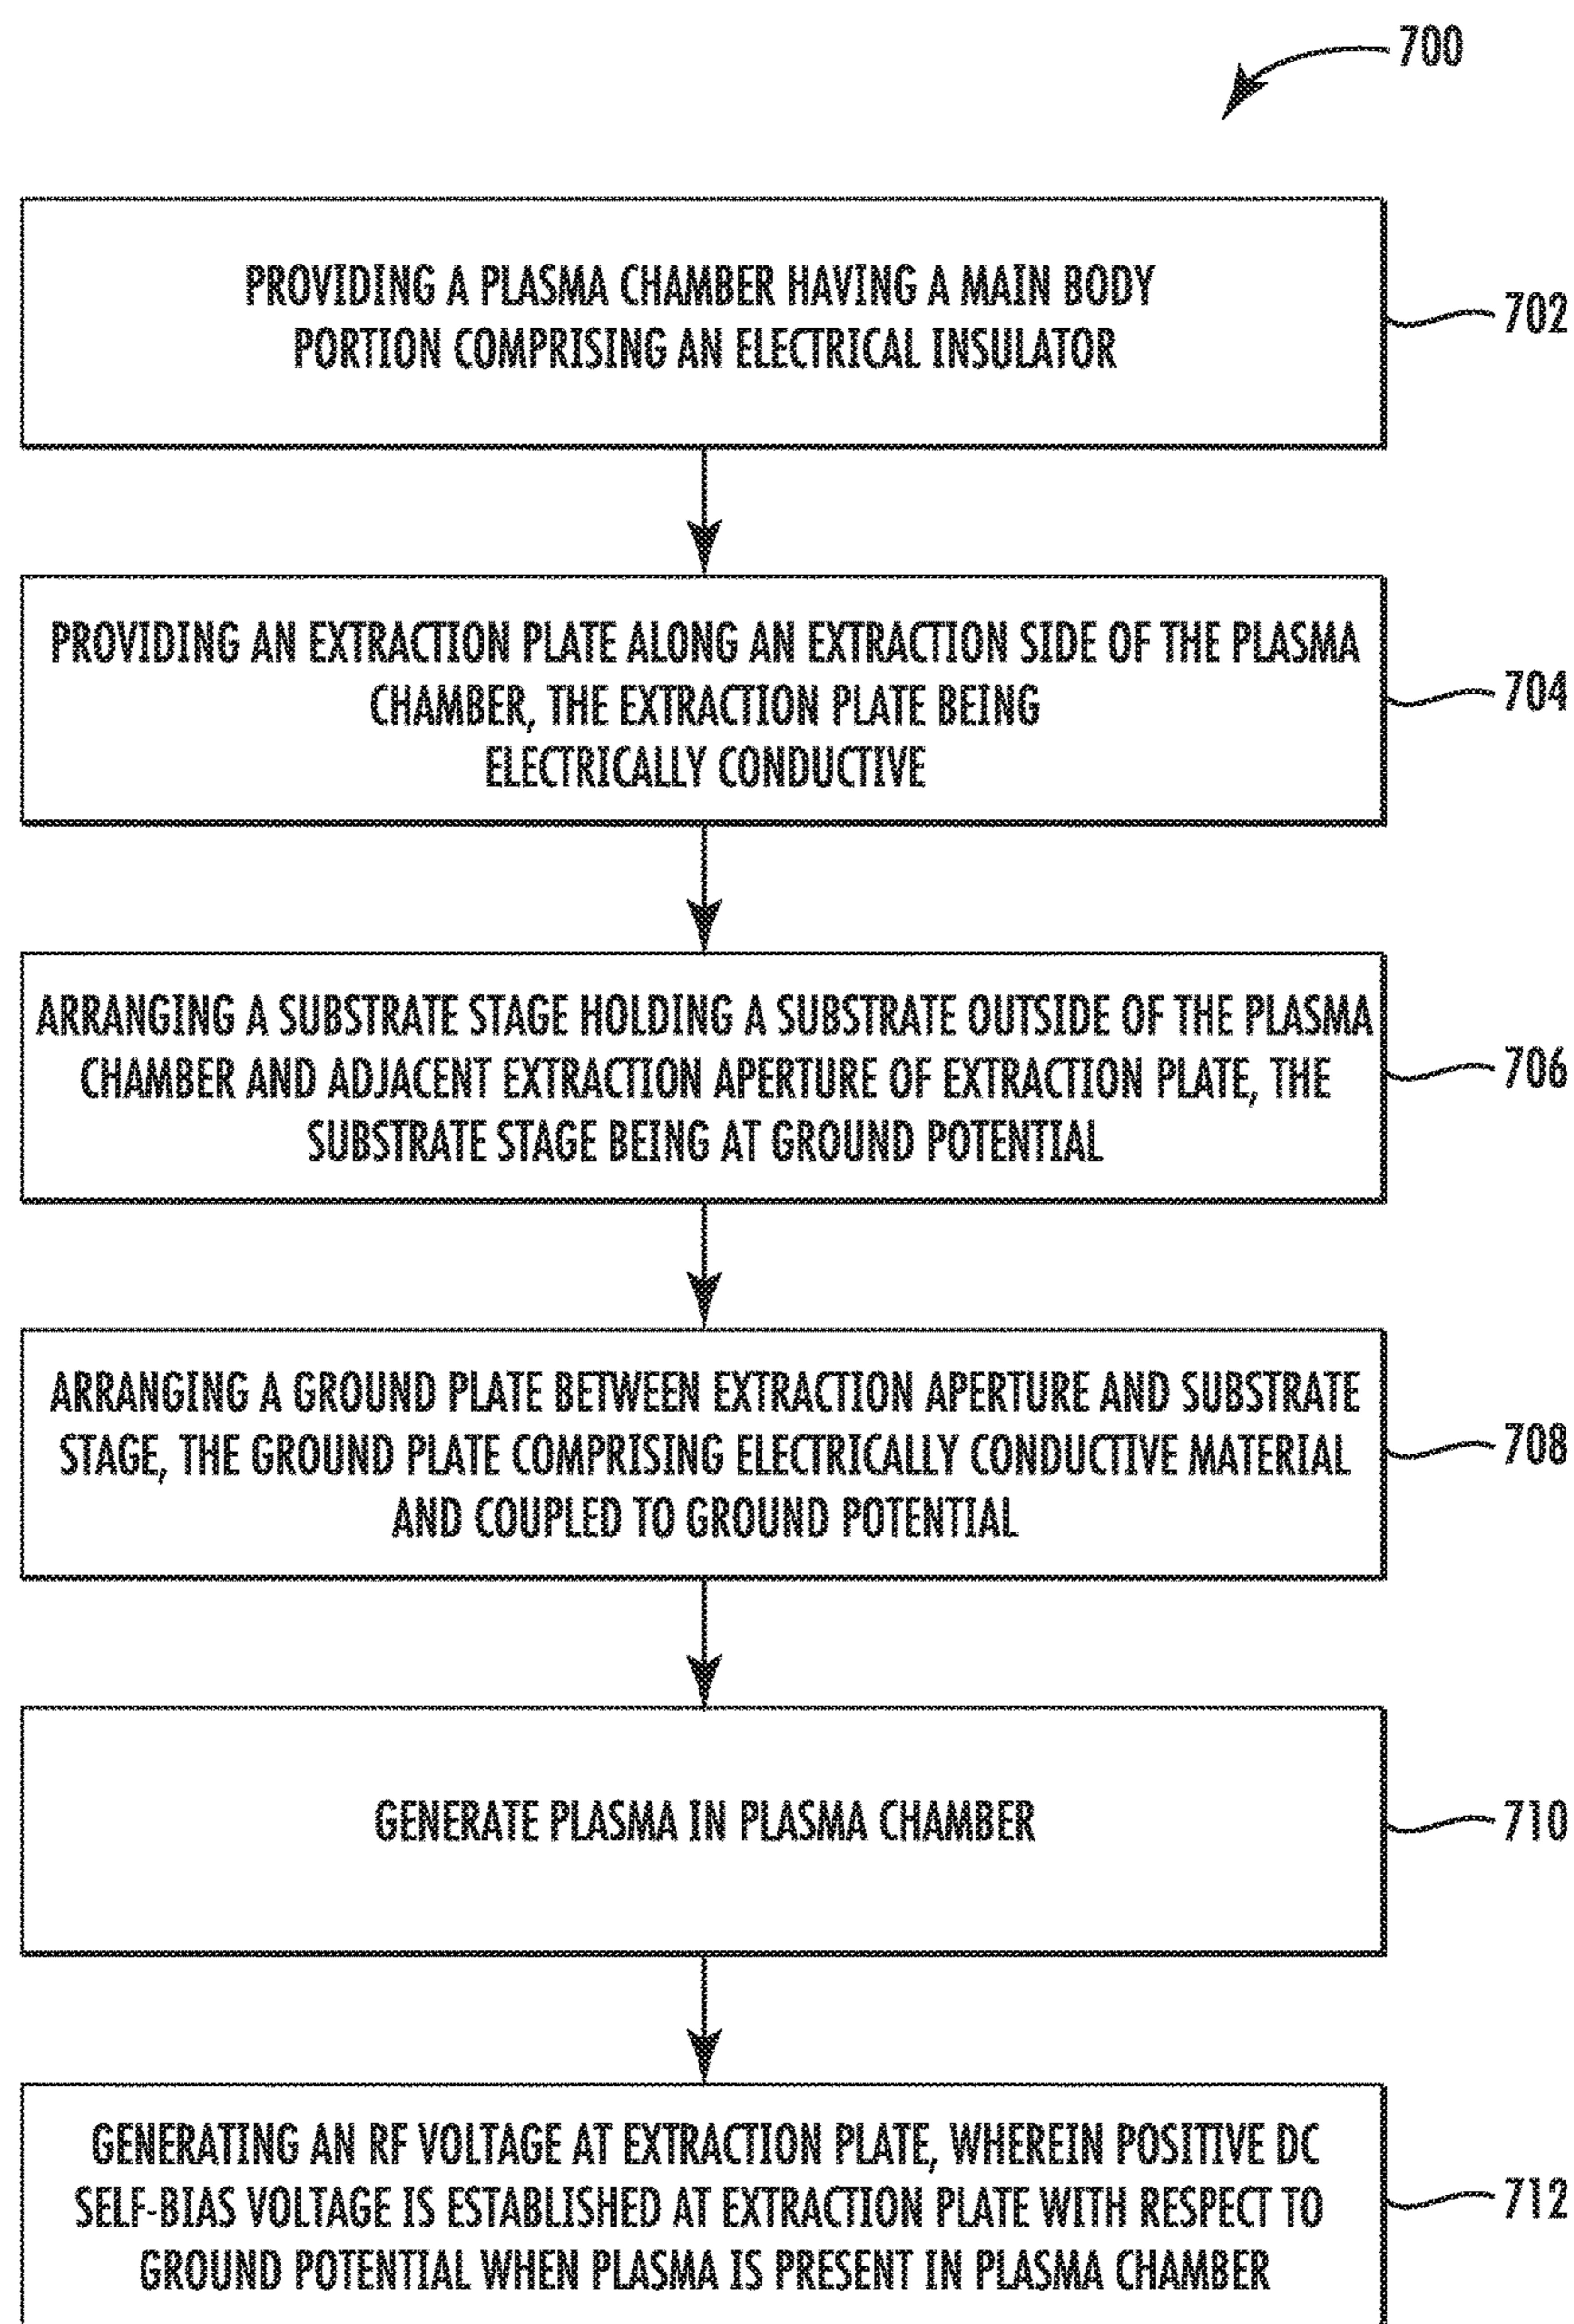 700
PROVIDING A PLASMA CHAMBER HAVING A MAIN BODY
PORTION COMPRISING AN ELECTRICAL INSULATOR
702
PROVIDING AN EXTRACTION PLATE ALONG AN EXTRACTION SIDE OF THE PLASMA
CHAMBER, THE EXTRACTION PLATE BEING
ELECTRICALLY CONDUCTIVE
704
ARRANGING A SUBSTRATE STAGE HOLDING A SUBSTRATE OUTSIDE OF THE PLASMA
CHAMBER AND ADJACENT EXTRACTION APERTURE OF EXTRACTION PLATE, THE
SUBSTRATE STAGE BEING AT GROUND POTENTIAL
706
ARRANGING A GROUND PLATE BETWEEN EXTRACTION APERTURE AND SUBSTRATE
STAGE, THE GROUND PLATE COMPRISING ELECTRICALLY CONDUCTIVE MATERIAL
AND COUPLED TO GROUND POTENTIAL
708
GENERATE PLASMA IN PLASMA CHAMBER
710
GENERATING AN RF VOLTAGE AT EXTRACTION PLATE, WHEREIN POSITIVE DC
SELF-BIAS VOLTAGE IS ESTABLISHED AT EXTRACTION PLATE WITH RESPECT TO
GROUND POTENTIAL WHEN PLASMA IS PRESENT IN PLASMA CHAMBER
712